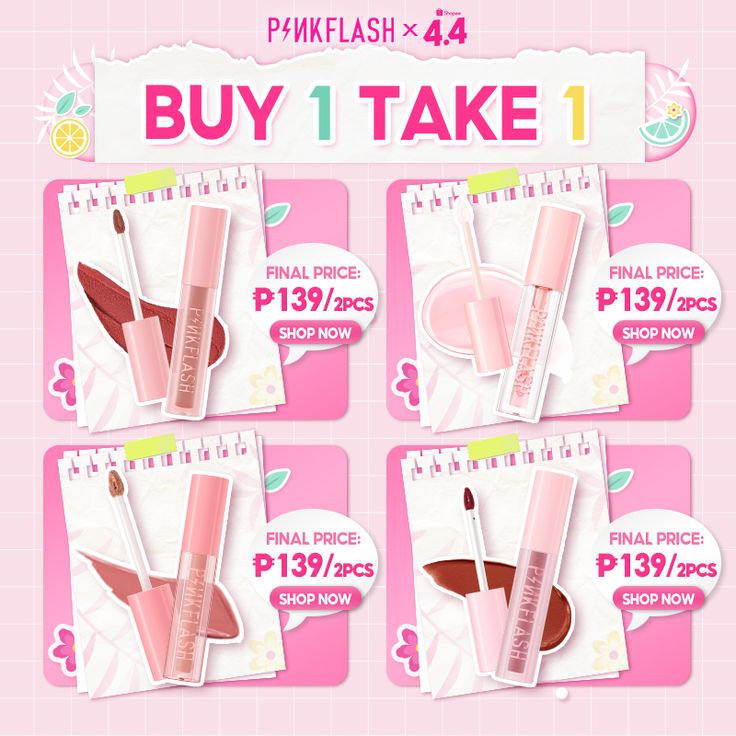 PINKFLASH × Shopee 4.4
BUY 1 TAKE 1
FINAL PRICE:
₱139/2PCS
SHOP NOW
PINKFLASH
FINAL PRICE:
₱139/2PCS
SHOP NOW
PINKFLASH
FINAL PRICE:
₱139/2PCS
SHOP NOW
PINKFLASH
FINAL PRICE:
₱139/2PCS
SHOP NOW
PINKFLASH